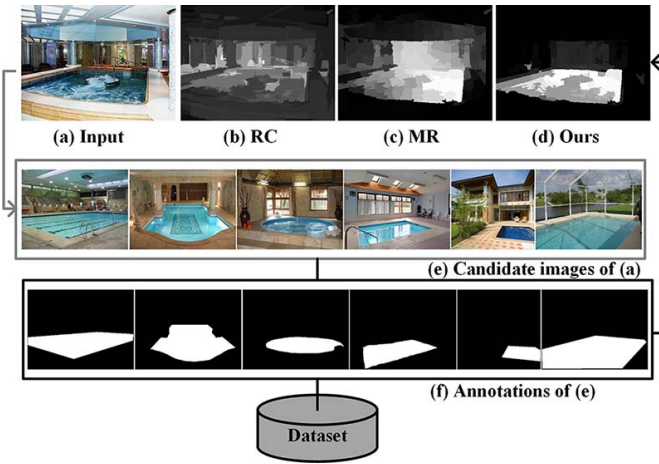 (a) Input
(b) RC
(c) MR
(d) Ours
(e) Candidate images of (a)
(f) Annotations of (e)
Dataset